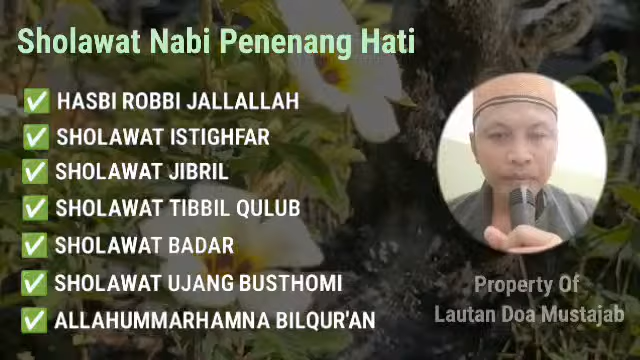 Sholawat Nabi Penenang Hati
✅ HASBI ROBBI JALLALLAH
✅ SHOLAWAT ISTIGHFAR
✅ SHOLAWAT JIBRIL
✅ SHOLAWAT TIBBIL QULUB
✅ SHOLAWAT BADAR
✅ SHOLAWAT UJANG BUSTHOMI
✅ ALLAHUMMARHAMNA BILQUR'AN
Property Of
Lautan Doa Mustajab